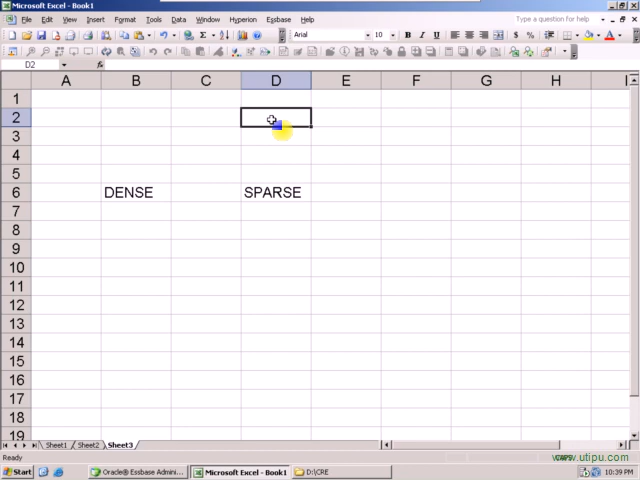 Microsoft Excel - Book1
File Edit View Insert Format Tools Data Window Hyperion Essbase Help
Type a question for help
Arial 10 B I U $ %
D2 fx
A B C D E F G H I
1
2
3
4
5
6 DENSE SPARSE
7
8
9
10
11
12
13
14
15
16
17
18
19
Sheet1 Sheet2 Sheet3
Ready
www.utipu.com
Start Oracle® Essbase Admini... Microsoft Excel - Book1 D:\CRE 10:39 PM